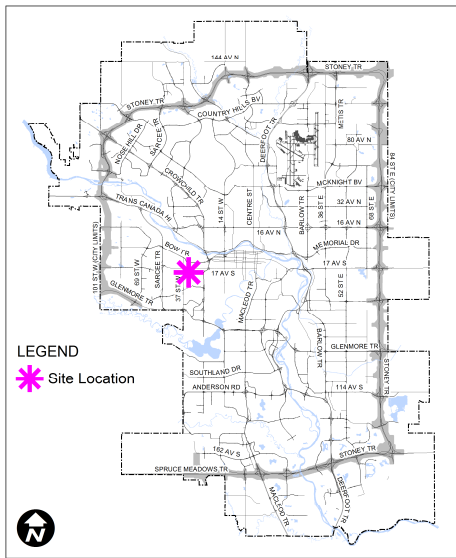 144 AV N
STONEY TR
STONEY TR
COUNTRY HILLS BV
NOSE HILL DR
SARCEE TR
DEERFOOT TR
METIS TR
80 AV N
CROWCHILD TR
14 ST W
CENTRE ST
BARLOW TR
36 ST E
68 ST E
84 ST E (CITY LIMITS)
MCKNIGHT BV
32 AV N
16 AV N
16 AV N
TRANS CANADA HI
BOW TR
MEMORIAL DR
17 AV S
17 AV S
101 ST W (CITY LIMITS)
69 ST W
SARCEE TR
37 ST W
GLENMORE TR
MACLEOD TR
52 ST E
BARLOW TR
GLENMORE TR
STONEY TR
LEGEND
Site Location
SOUTHLAND DR
ANDERSON RD
114 AV S
162 AV S
STONEY TR
SPRUCE MEADOWS TR
MACLEOD TR
DEERFOOT TR
N